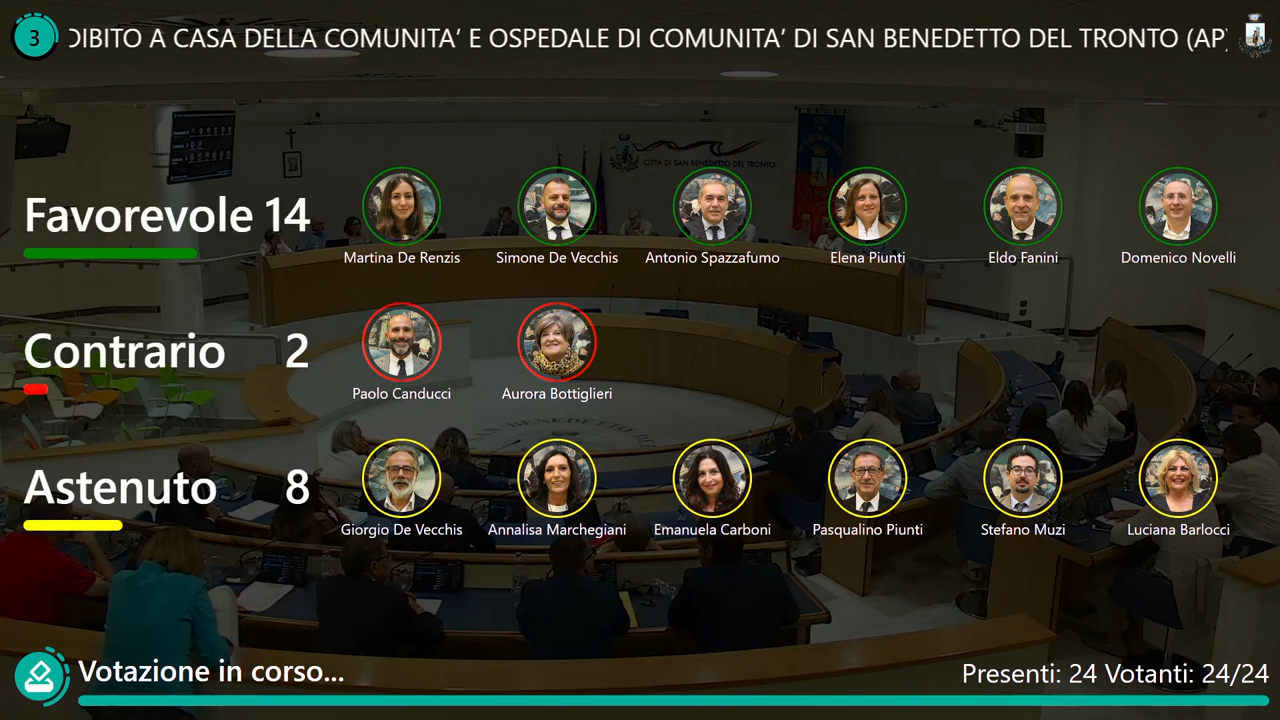 3
DIBITO A CASA DELLA COMUNITA’ E OSPEDALE DI COMUNITA’ DI SAN BENEDETTO DEL TRONTO (AP)
CITTÀ DI SAN BENEDETTO DEL TRONTO
Favorevole 14
Martina De Renzis
Simone De Vecchis
Antonio Spazzafumo
Elena Piunti
Eldo Fanini
Domenico Novelli
Contrario 2
Paolo Canducci
Aurora Bottiglieri
SAN BENEDETTO DE
Astenuto 8
Giorgio De Vecchis
Annalisa Marchegiani
Emanuela Carboni
Pasqualino Piunti
Stefano Muzi
Luciana Barlocci
Votazione in corso...
Presenti: 24 Votanti: 24/24